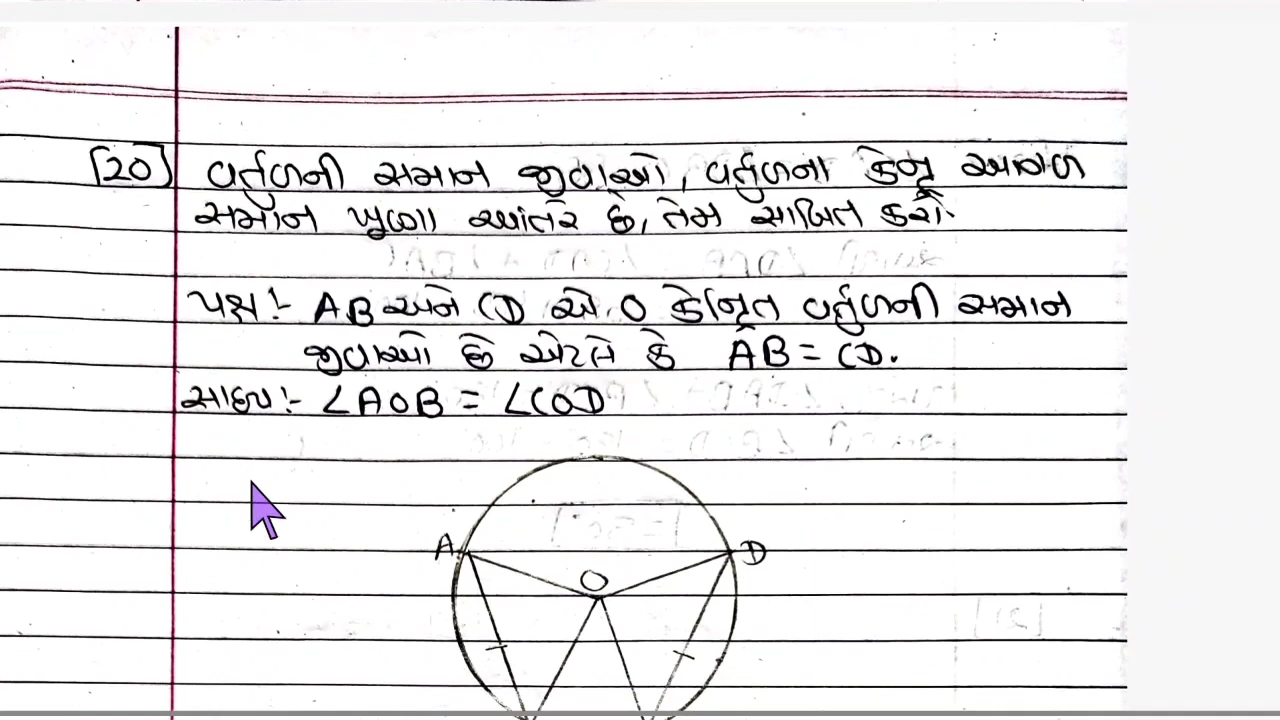 [20] વર્તુળની સમાન જીવાઓ, વર્તુળના કેન્દ્ર આગળ
સમાન ખૂણા આંતરે છે, તેમ સાબિત કરો.
પક્ષ :- AB અને CD એ O કેન્દ્રિત વર્તુળની સમાન
જીવાઓ છે એટલે કે AB = CD.
સાધ્ય :- ∠AOB = ∠COD
A
D
O